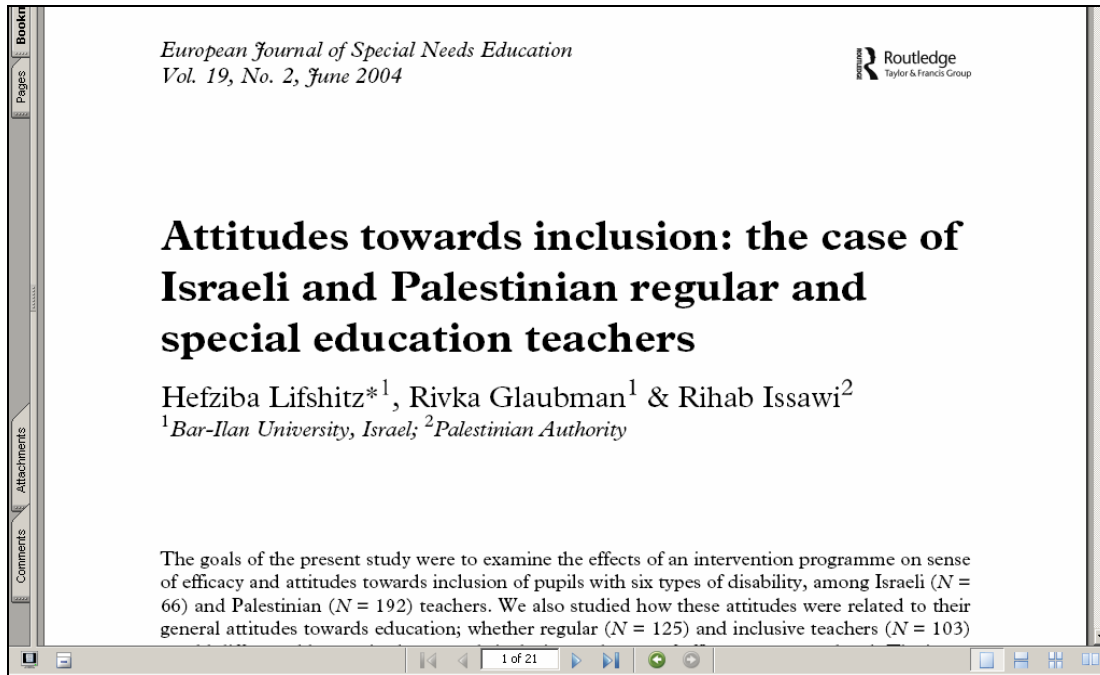 Bookn
Pages
Attachments
Comments
European Journal of Special Needs Education
Vol. 19, No. 2, June 2004
ROUTLEDGE
Routledge
Taylor & Francis Group
Attitudes towards inclusion: the case of
Israeli and Palestinian regular and
special education teachers
Hefziba Lifshitz*¹, Rivka Glaubman¹ & Rihab Issawi²
¹Bar-Ilan University, Israel; ²Palestinian Authority
The goals of the present study were to examine the effects of an intervention programme on sense
of efficacy and attitudes towards inclusion of pupils with six types of disability, among Israeli (N =
66) and Palestinian (N = 192) teachers. We also studied how these attitudes were related to their
general attitudes towards education; whether regular (N = 125) and inclusive teachers (N = 103)
1 of 21